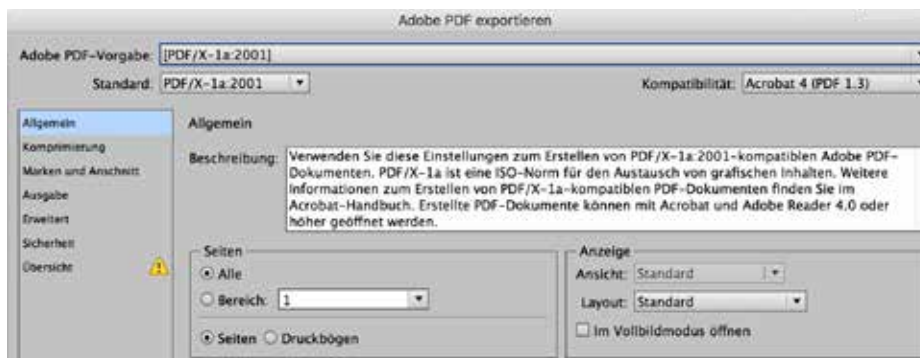 Adobe PDF exportieren
Adobe PDF-Vorgabe: [PDF/X-1a:2001]
Standard: PDF/X-1a:2001 Kompatibilität: Acrobat 4 (PDF 1.3)
Allgemein
Komprimierung
Marken und Anschnitt
Ausgabe
Erweitert
Sicherheit
Übersicht
Allgemein
Beschreibung: Verwenden Sie diese Einstellungen zum Erstellen von PDF/X-1a:2001-kompatiblen Adobe PDF-
Dokumenten. PDF/X-1a ist eine ISO-Norm für den Austausch von grafischen Inhalten. Weitere
Informationen zum Erstellen von PDF/X-1a-kompatiblen PDF-Dokumenten finden Sie im
Acrobat-Handbuch. Erstellte PDF-Dokumente können mit Acrobat und Adobe Reader 4.0 oder
höher geöffnet werden.
Seiten
Alle
Bereich: 1
Seiten Druckbögen
Anzeige
Ansicht: Standard
Layout: Standard
Im Vollbildmodus öffnen